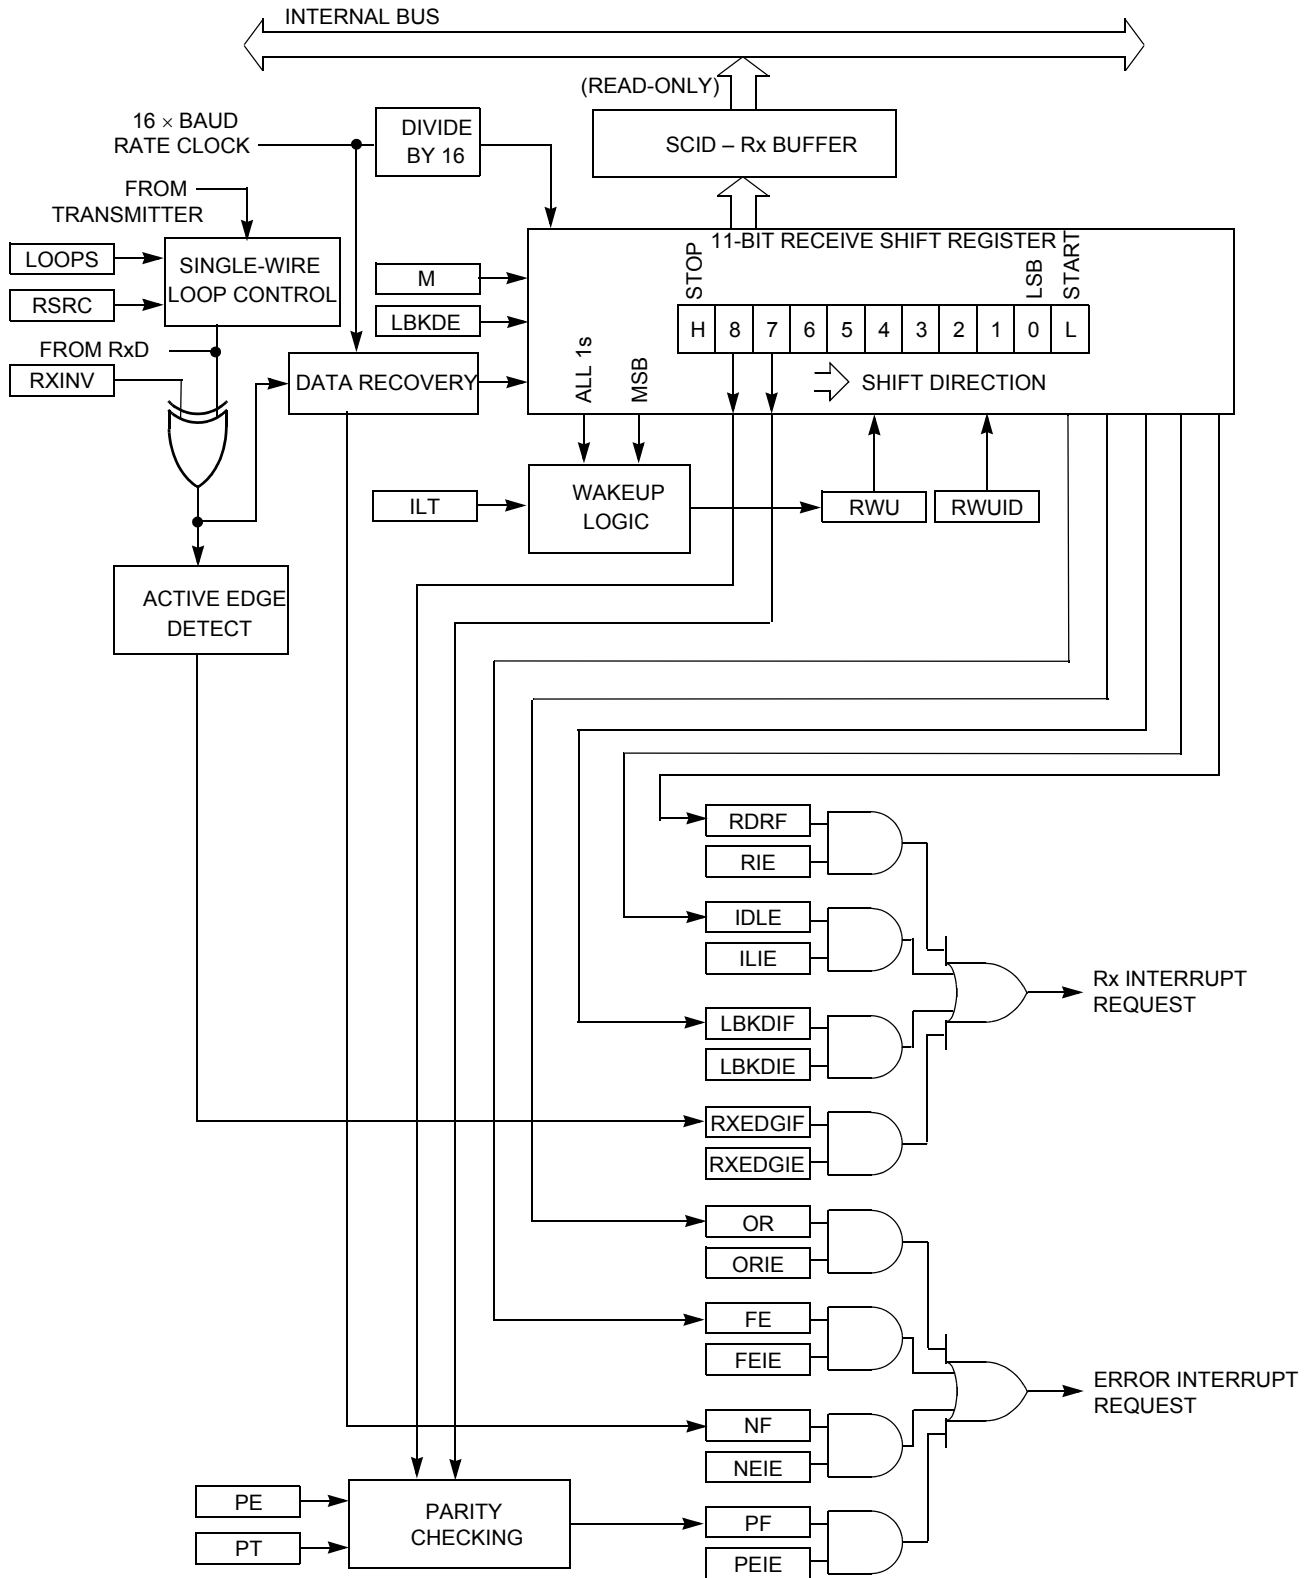 INTERNAL BUS
(READ-ONLY)
16 × BAUD
RATE CLOCK
DIVIDE
BY 16
SCID – Rx BUFFER
FROM
TRANSMITTER
11-BIT RECEIVE SHIFT REGISTER
STOP
LSB
START
LOOPS
RSRC
SINGLE-WIRE
LOOP CONTROL
M
LBKDE
H 8 7 6 5 4 3 2 1 0 L
FROM RxD
RXINV
DATA RECOVERY
ALL 1s
MSB
SHIFT DIRECTION
ILT
WAKEUP
LOGIC
RWU
RWUID
ACTIVE EDGE
DETECT
RDRF
RIE
IDLE
ILIE
Rx INTERRUPT
REQUEST
LBKDIF
LBKDIE
RXEDGIF
RXEDGIE
OR
ORIE
FE
FEIE
ERROR INTERRUPT
REQUEST
NF
NEIE
PE
PT
PARITY
CHECKING
PF
PEIE